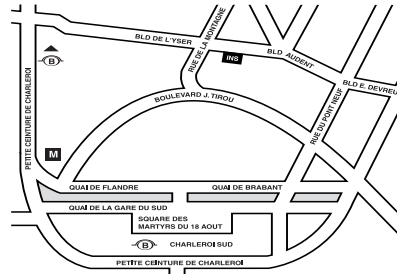 BLD DE L'YSER
RUE DE LA MONTAGNE
INS
BLD AUDENT
BLD E. DEVREU
B
PETITE CEINTURE DE CHARLEROI
BOULEVARD J. TIROU
RUE DU PONT NEUF
M
QUAI DE FLANDRE
QUAI DE BRABANT
QUAI DE LA GARE DU SUD
SQUARE DES
MARTYRS DU 18 AOUT
B
CHARLEROI SUD
PETITE CEINTURE DE CHARLEROI